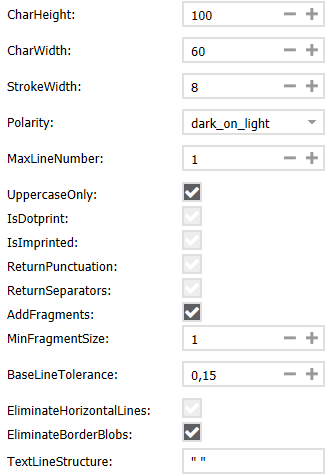 CharHeight: 100
CharWidth: 60
StrokeWidth: 8
Polarity: dark_on_light
MaxLineNumber: 1
UppercaseOnly:
IsDotprint:
IsImprinted:
ReturnPunctuation:
ReturnSeparators:
AddFragments:
MinFragmentSize: 1
BaseLineTolerance: 0,15
EliminateHorizontalLines:
EliminateBorderBlobs:
TextLineStructure: " "